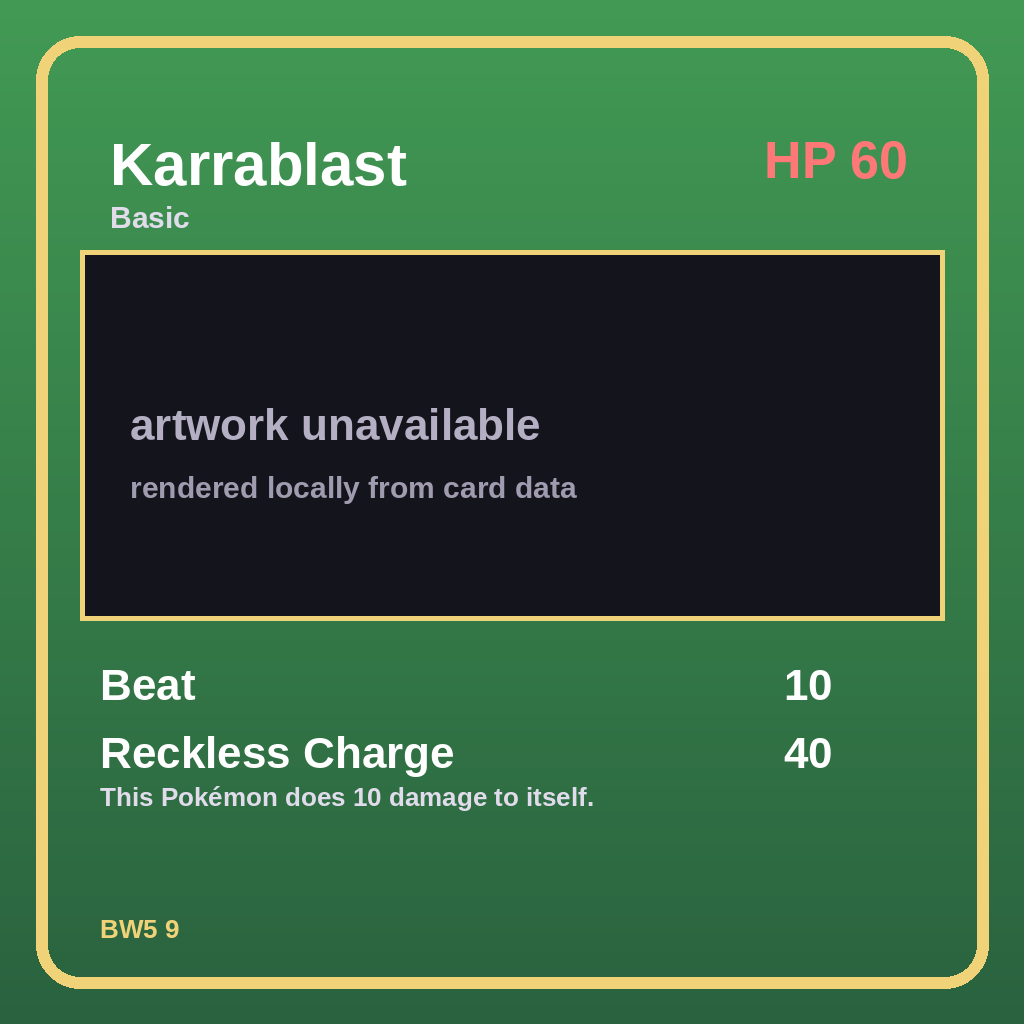 Karrablast
HP 60
Basic
artwork unavailable
rendered locally from card data
Beat 10
Reckless Charge 40
This Pokémon does 10 damage to itself.
BW5 9